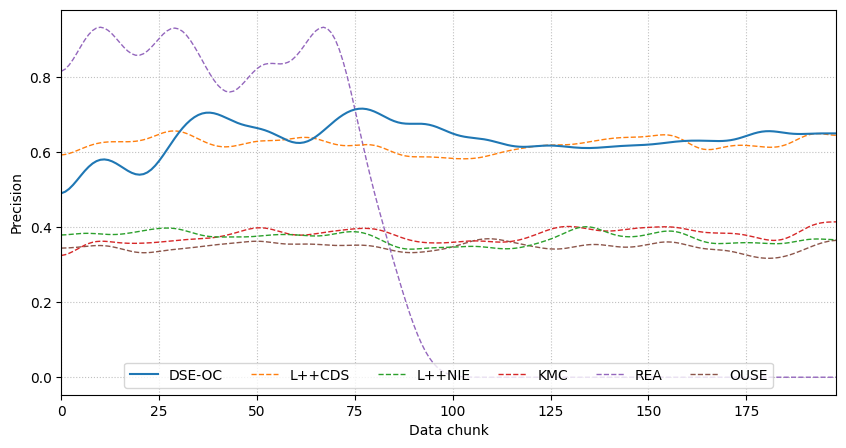 Precision
0.8
0.6
0.4
0.2
0.0
DSE-OC L++CDS L++NIE KMC REA OUSE
0 25 50 75 100 125 150 175
Data chunk